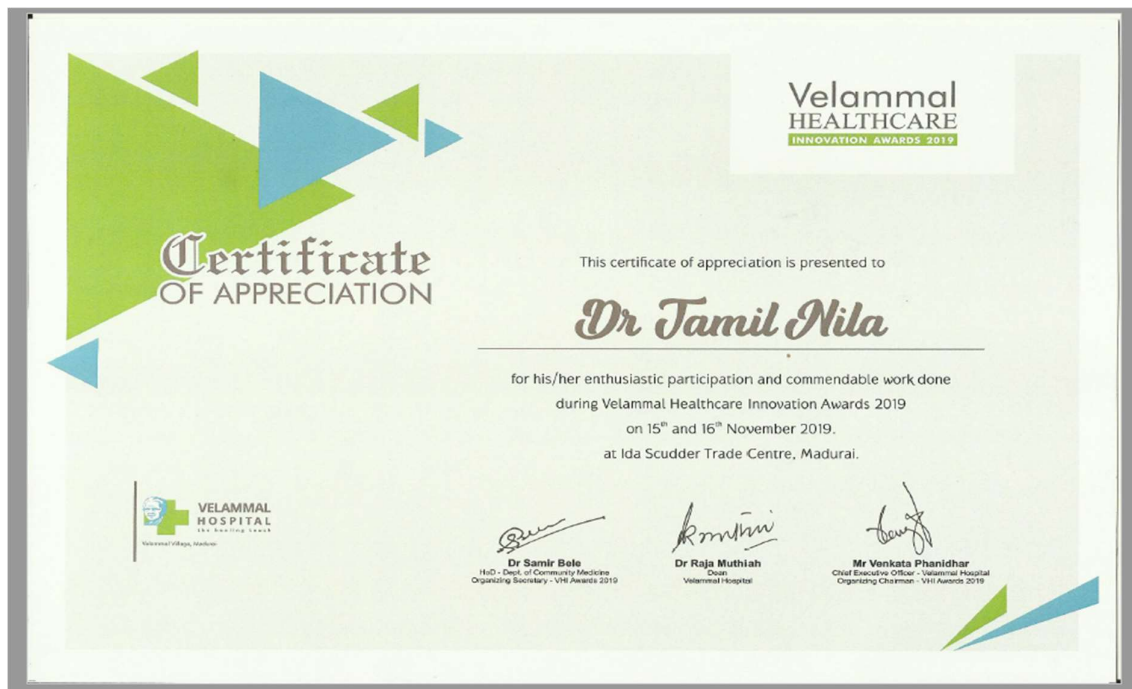 Velammal
HEALTHCARE
INNOVATION AWARDS 2019
Certificate
OF APPRECIATION
This certificate of appreciation is presented to
Dr Tamil Nila
for his/her enthusiastic participation and commendable work done
during Velammal Healthcare Innovation Awards 2019
on 15th and 16th November 2019.
at Ida Scudder Trade Centre, Madurai.
VELAMMAL
HOSPITAL
the healing touch
Velammal Village, Madurai
Dr Samir Bele
HoD - Dept. of Community Medicine
Organizing Secretary - VHI Awards 2019
Dr Raja Muthiah
Dean
Velammal Hospital
Mr Venkata Phanidhar
Chief Executive Officer - Velammal Hospital
Organizing Chairman - VHI Awards 2019